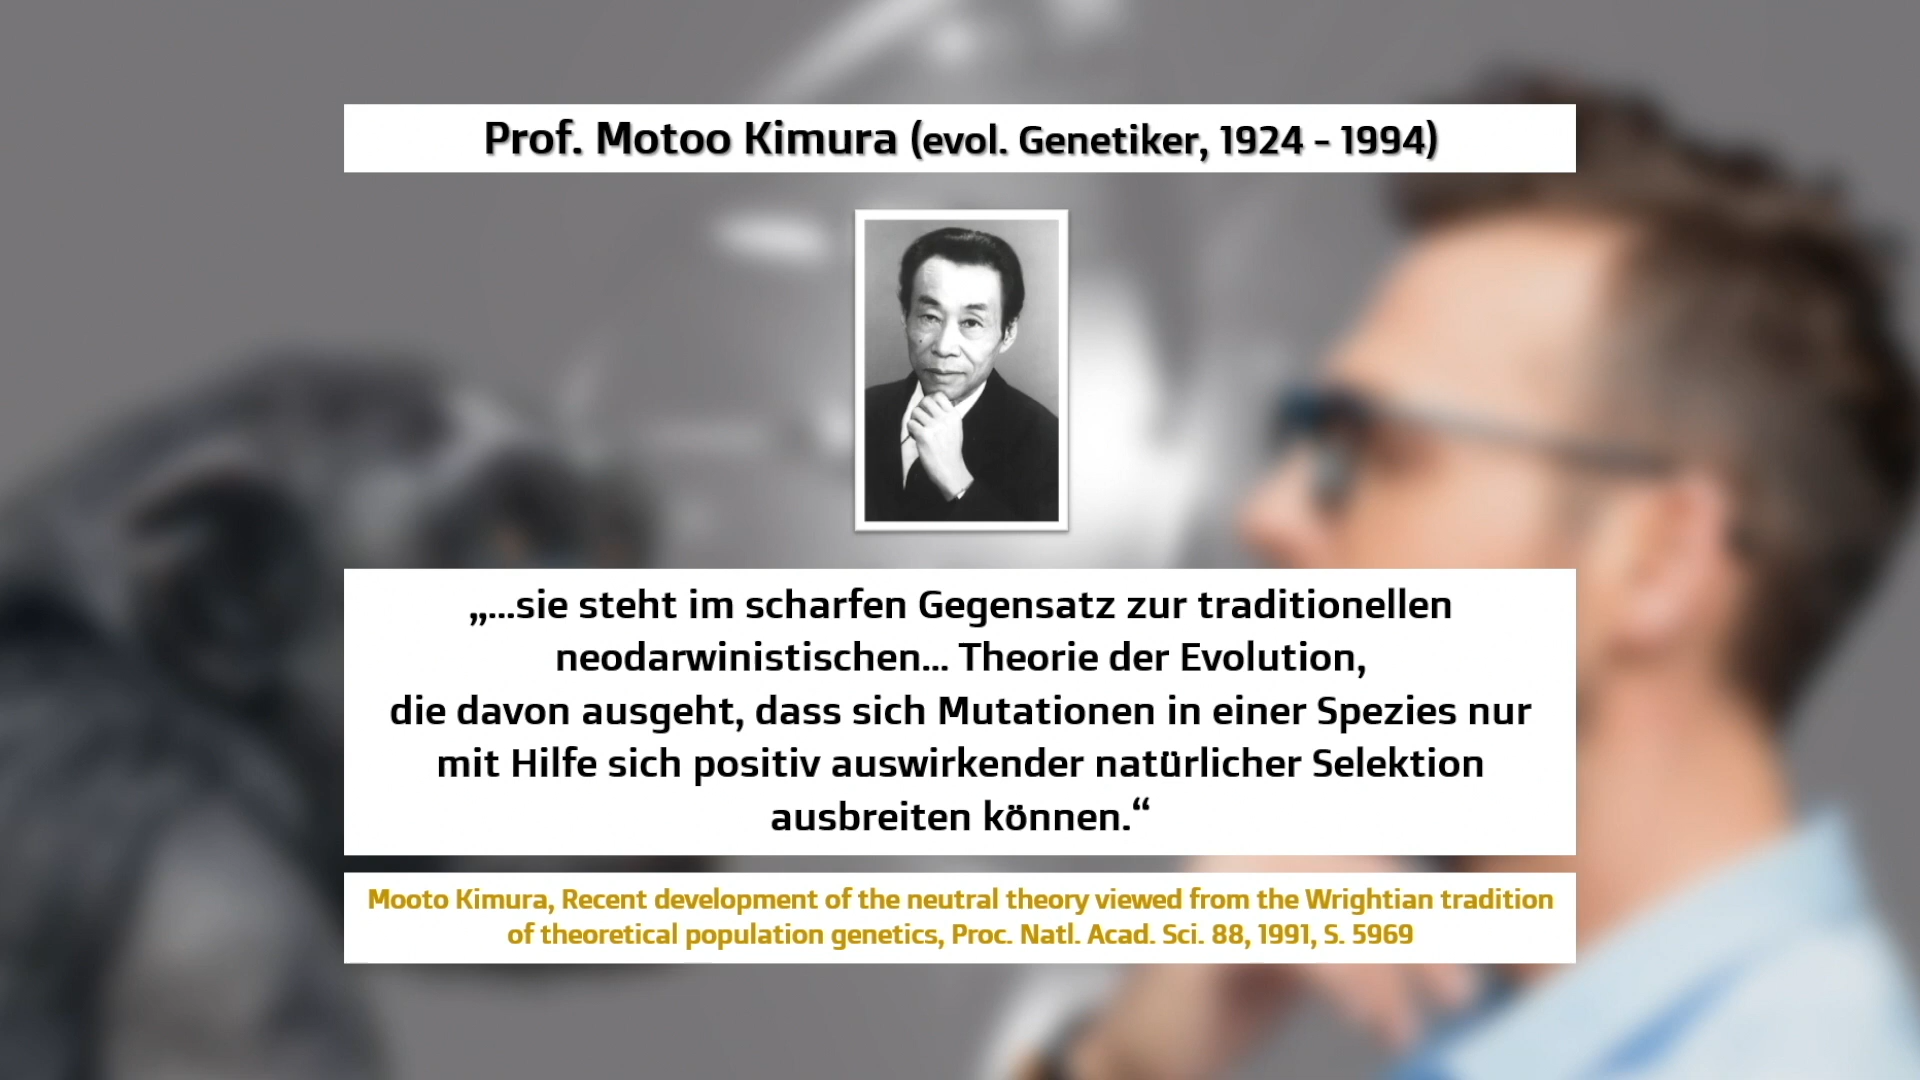 Prof. Motoo Kimura (evol. Genetiker, 1924 - 1994)
„...sie steht im scharfen Gegensatz zur traditionellen
neodarwinistischen... Theorie der Evolution,
die davon ausgeht, dass sich Mutationen in einer Spezies nur
mit Hilfe sich positiv auswirkender natürlicher Selektion
ausbreiten können.“
Mooto Kimura, Recent development of the neutral theory viewed from the Wrightian tradition
of theoretical population genetics, Proc. Natl. Acad. Sci. 88, 1991, S. 5969